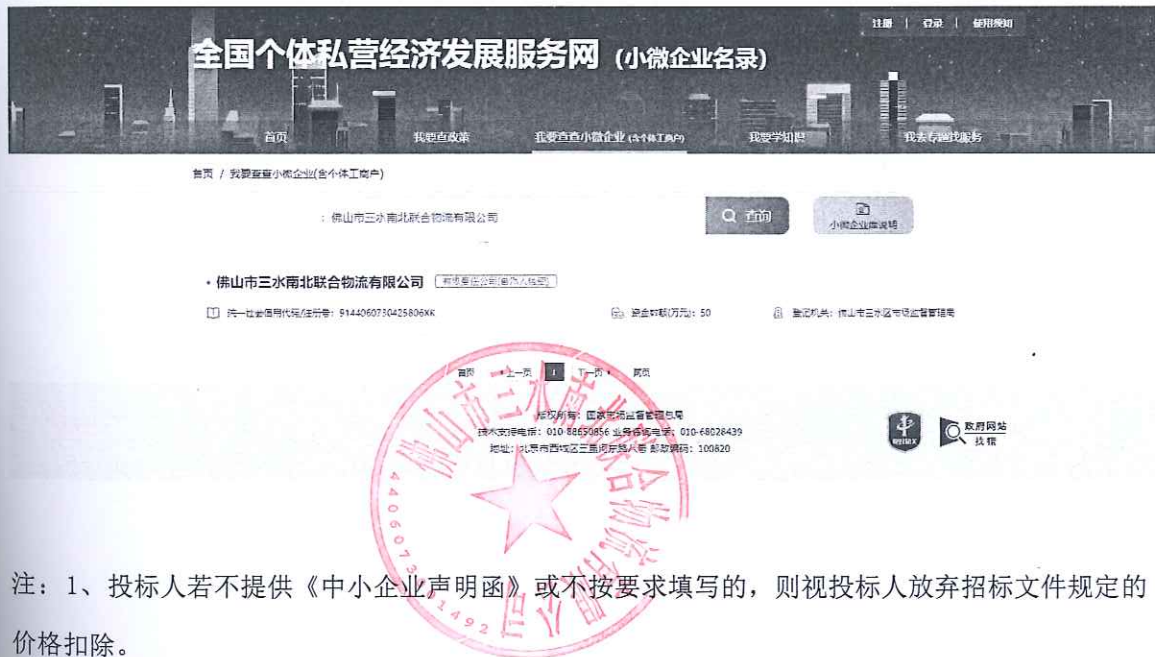 注册 | 登录 | 使用须知
全国个体私营经济发展服务网 (小微企业名录)
首页 我要查政策 我要查查小微企业 (含个体工商户) 我要学知识 我去专题找服务
首页 / 我要查查小微企业(含个体工商户)
: 佛山市三水南北联合物流有限公司 查询 小微企业库说明
• 佛山市三水南北联合物流有限公司
统一社会信用代码/注册号: 9144060730425806XK 资金数额(万元): 50 登记机关: 佛山市三水区市场监督管理局
首页 上一页 1 下一页 尾页
版权所有: 国家市场监督管理总局
技术支持电话: 010-88650856 业务咨询电话: 010-68028439
地址: 北京市西城区三里河东路八号 邮政编码: 100820
政府网站
找错
佛山市三水南北联合物流有限公司
注: 1、投标人若不提供《中小企业声明函》或不按要求填写的, 则视投标人放弃招标文件规定的
价格扣除。